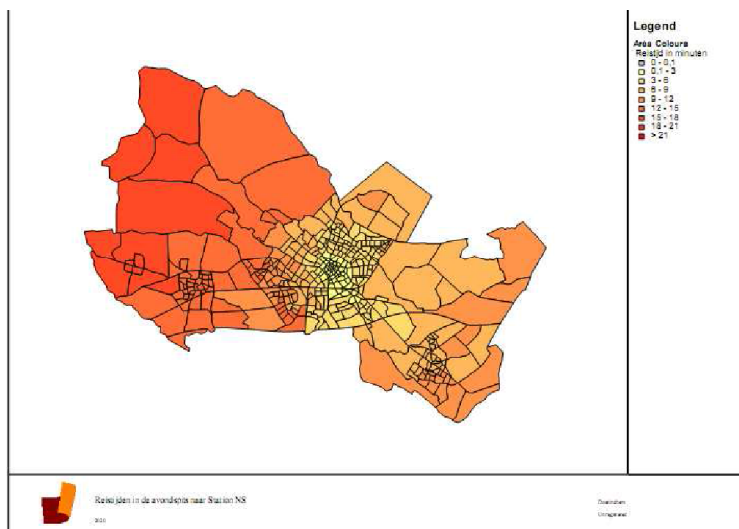 Legend
Area Colours
Reistijd in minuten
0 - 0,1
0,1 - 3
3 - 6
6 - 9
9 - 12
12 - 15
15 - 18
18 - 21
> 21
Reistijden in de avondspits naar Station NS